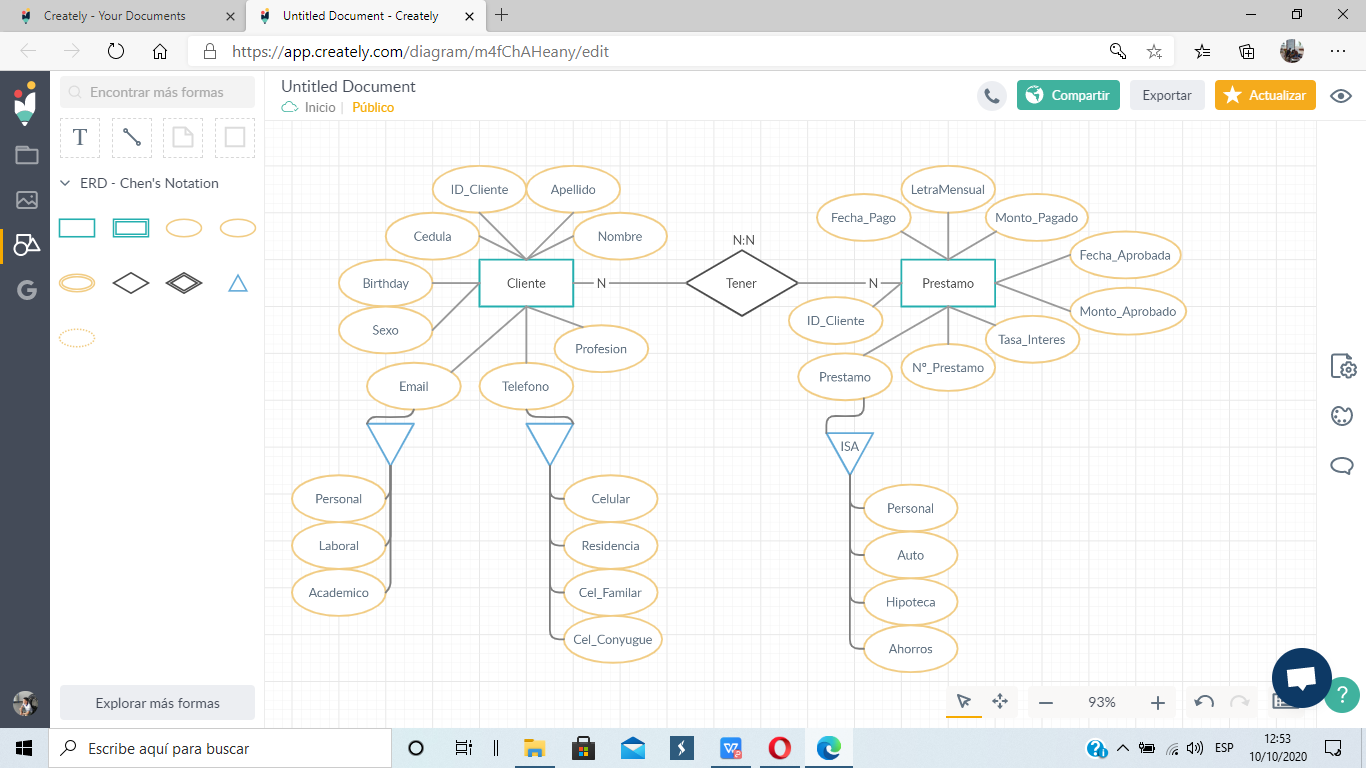 Creately - Your Documents
Untitled Document - Creately
https://app.creately.com/diagram/m4fChAHeany/edit
Encontrar más formas
T
ERD - Chen's Notation
G
Explorar más formas
Untitled Document
Inicio | Público
Compartir
Exportar
Actualizar
ID_Cliente
Apellido
Cedula
Nombre
Birthday
Cliente
Sexo
Profesion
Email
Telefono
N
N:N
Tener
N
LetraMensual
Fecha_Pago
Monto_Pagado
Fecha_Aprobada
Prestamo
ID_Cliente
Monto_Aprobado
Tasa_Interes
Nº_Prestamo
Prestamo
Personal
Laboral
Academico
Celular
Residencia
Cel_Familar
Cel_Conyugue
ISA
Personal
Auto
Hipoteca
Ahorros
93%
?
Escribe aquí para buscar
ESP
12:53
10/10/2020